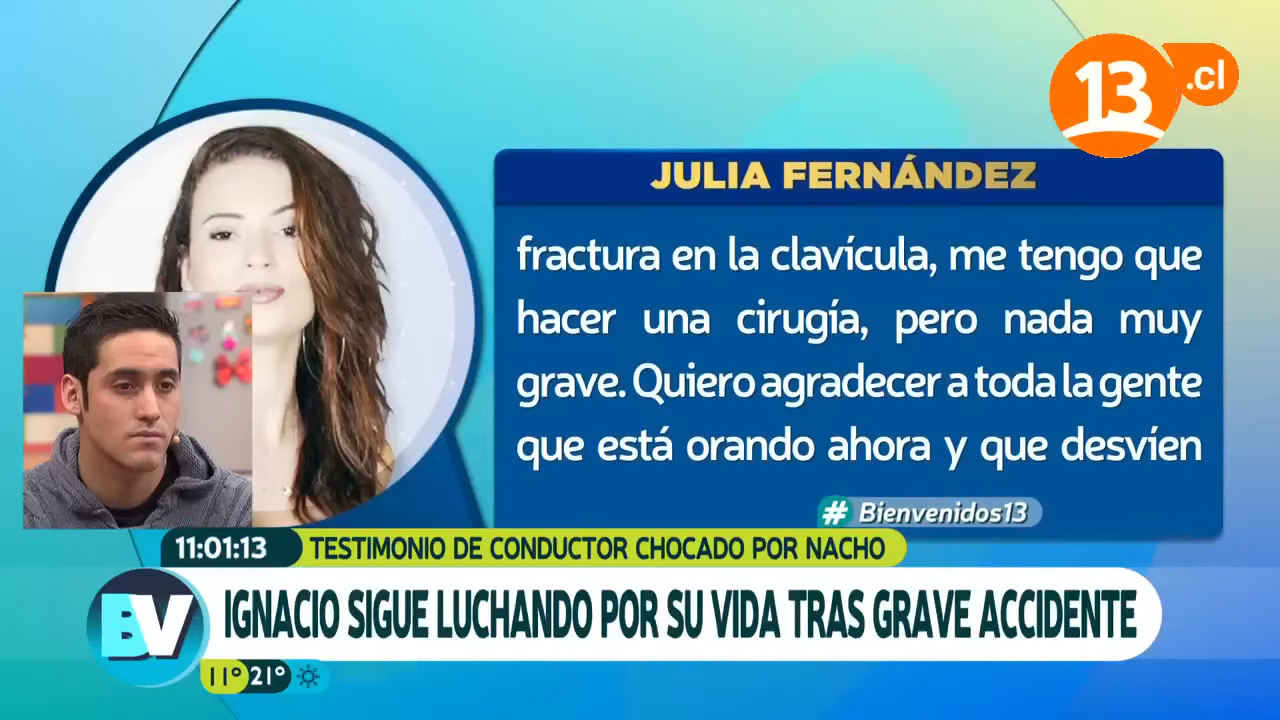 13
.cl
JULIA FERNÁNDEZ
fractura en la clavícula, me tengo que
hacer una cirugía, pero nada muy
grave. Quiero agradecer a toda la gente
que está orando ahora y que desvíen
# Bienvenidos13
11:01:13
TESTIMONIO DE CONDUCTOR CHOCADO POR NACHO
BV
IGNACIO SIGUE LUCHANDO POR SU VIDA TRAS GRAVE ACCIDENTE
11° 21°